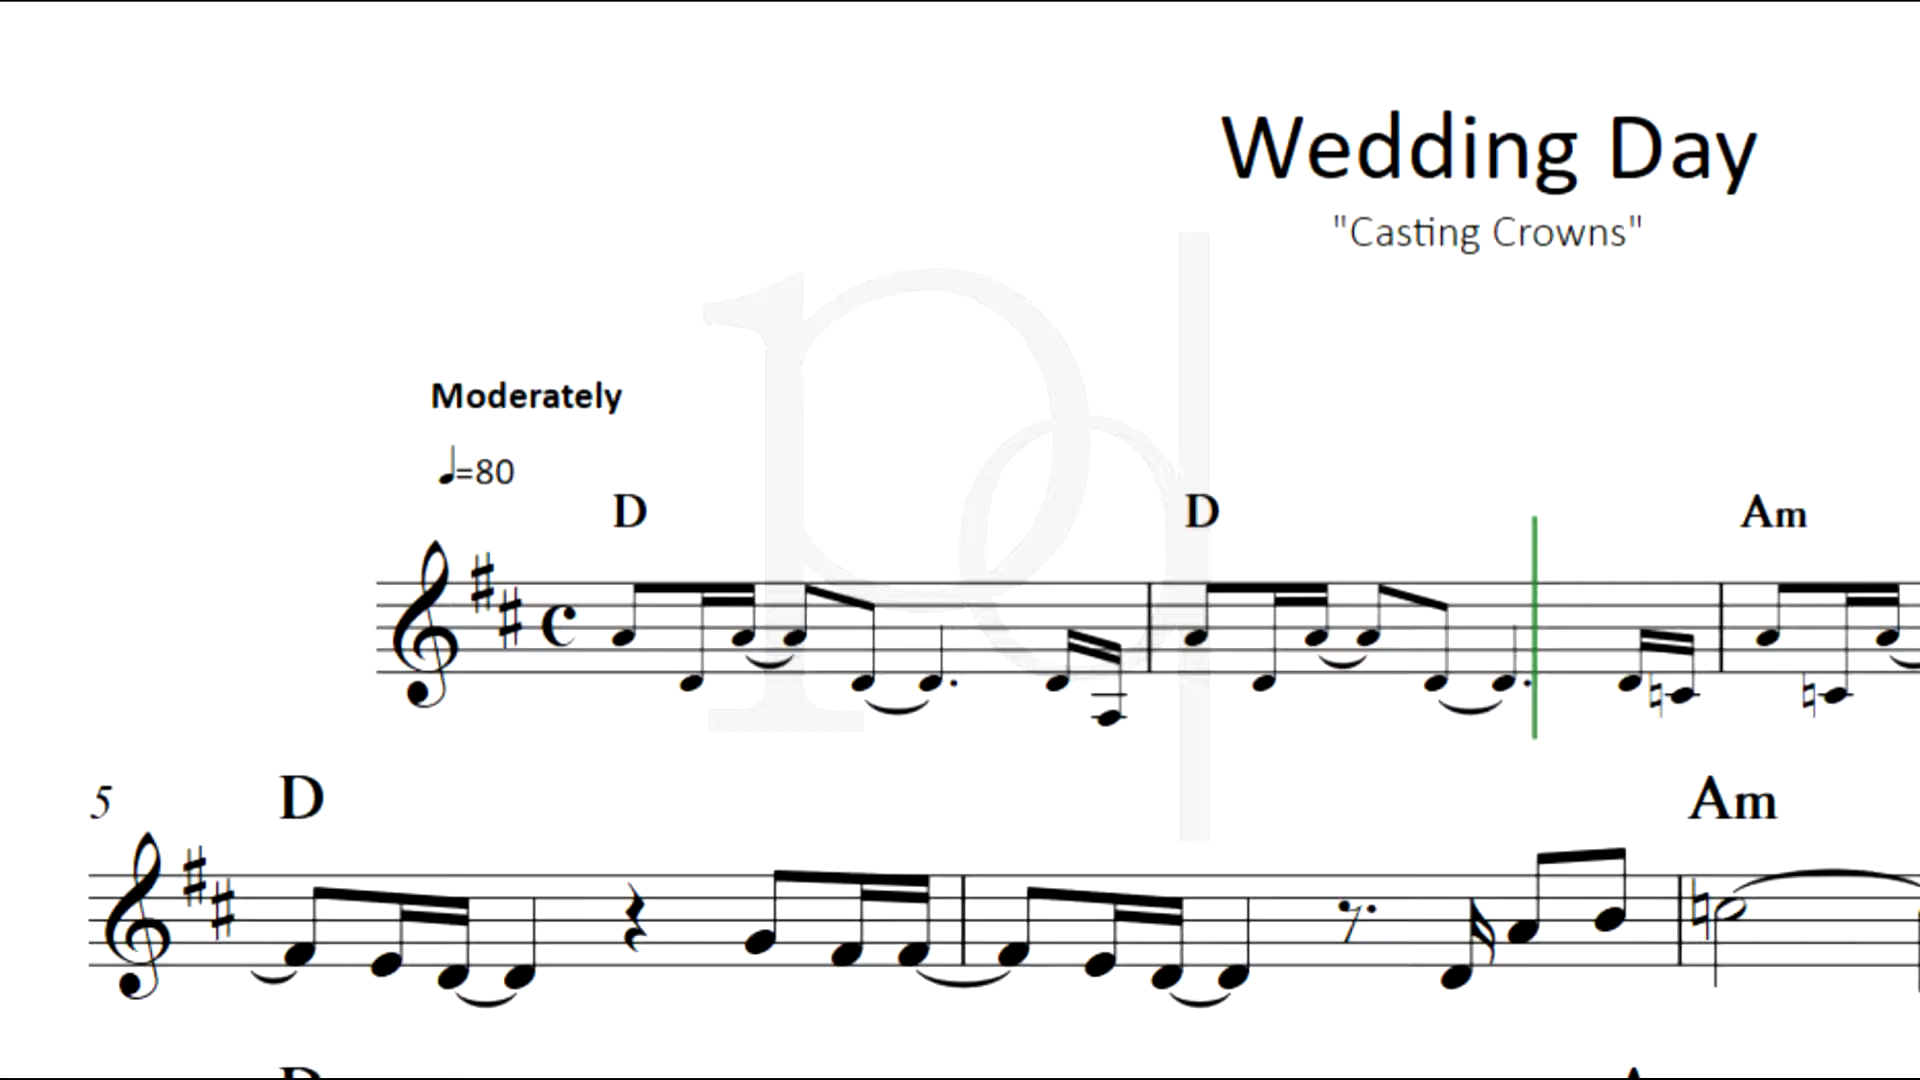 Wedding Day
"Casting Crowns"
Moderately
♩=80
D D Am
5 D Am